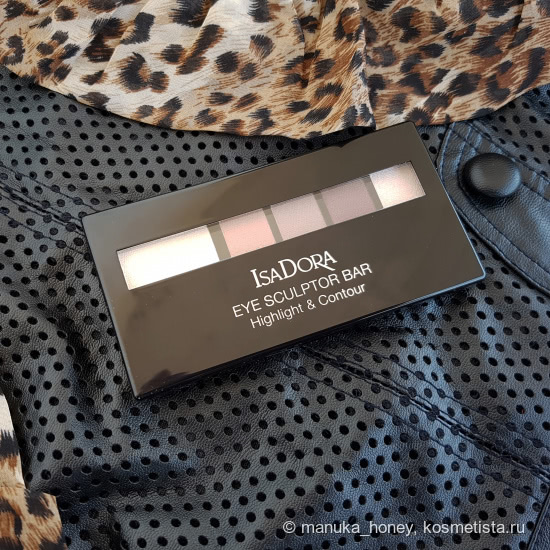 IsaDora
EYE SCULPTOR BAR
Highlight & Contour
© manuka_honey, kosmetista.ru